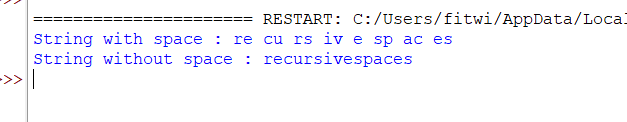 >>>
====================== RESTART: C:/Users/fitwi/AppData/Local
String with space : re cu rs iv e sp ac es
String without space : recursivespaces
>>>